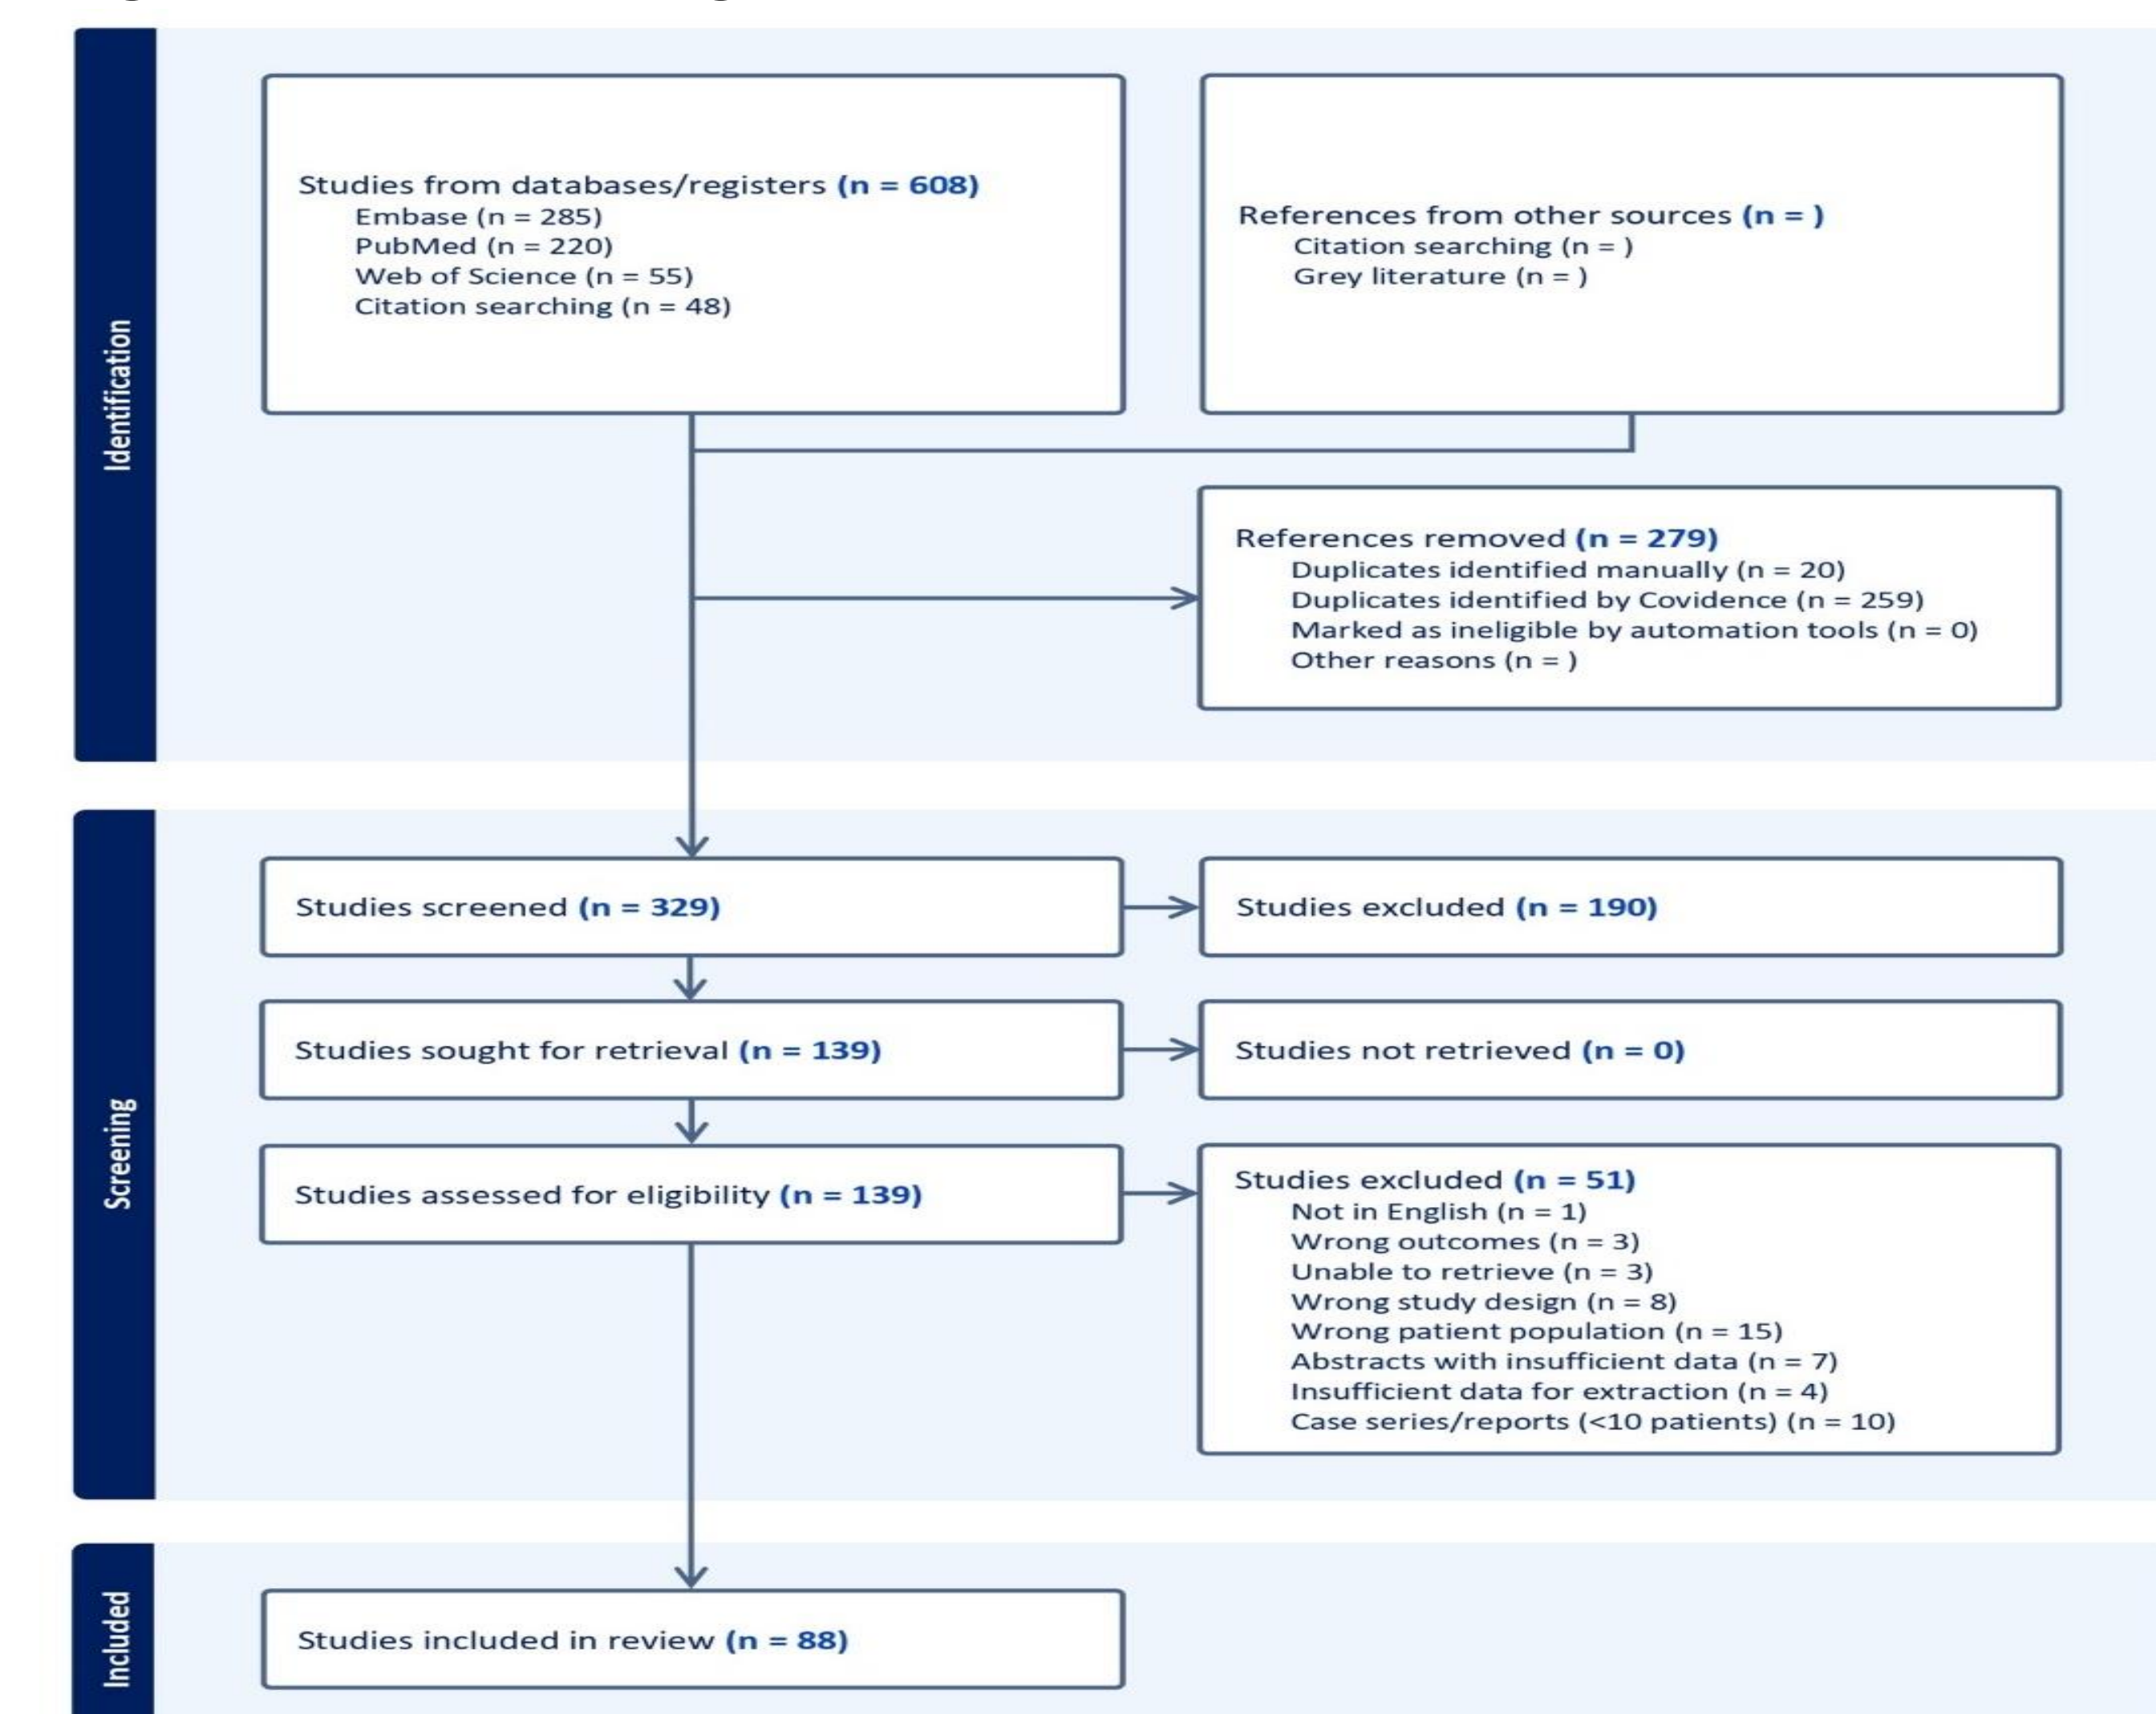 Identification
Studies from databases/registers (n = 608)
Embase (n = 285)
PubMed (n = 220)
Web of Science (n = 55)
Citation searching (n = 48)
References from other sources (n = )
Citation searching (n = )
Grey literature (n = )
References removed (n = 279)
Duplicates identified manually (n = 20)
Duplicates identified by Covidence (n = 259)
Marked as ineligible by automation tools (n = 0)
Other reasons (n = )
Screening
Studies screened (n = 329)
Studies excluded (n = 190)
Studies sought for retrieval (n = 139)
Studies not retrieved (n = 0)
Studies assessed for eligibility (n = 139)
Studies excluded (n = 51)
Not in English (n = 1)
Wrong outcomes (n = 3)
Unable to retrieve (n = 3)
Wrong study design (n = 8)
Wrong patient population (n = 15)
Abstracts with insufficient data (n = 7)
Insufficient data for extraction (n = 4)
Case series/reports (<10 patients) (n = 10)
Included
Studies included in review (n = 88)